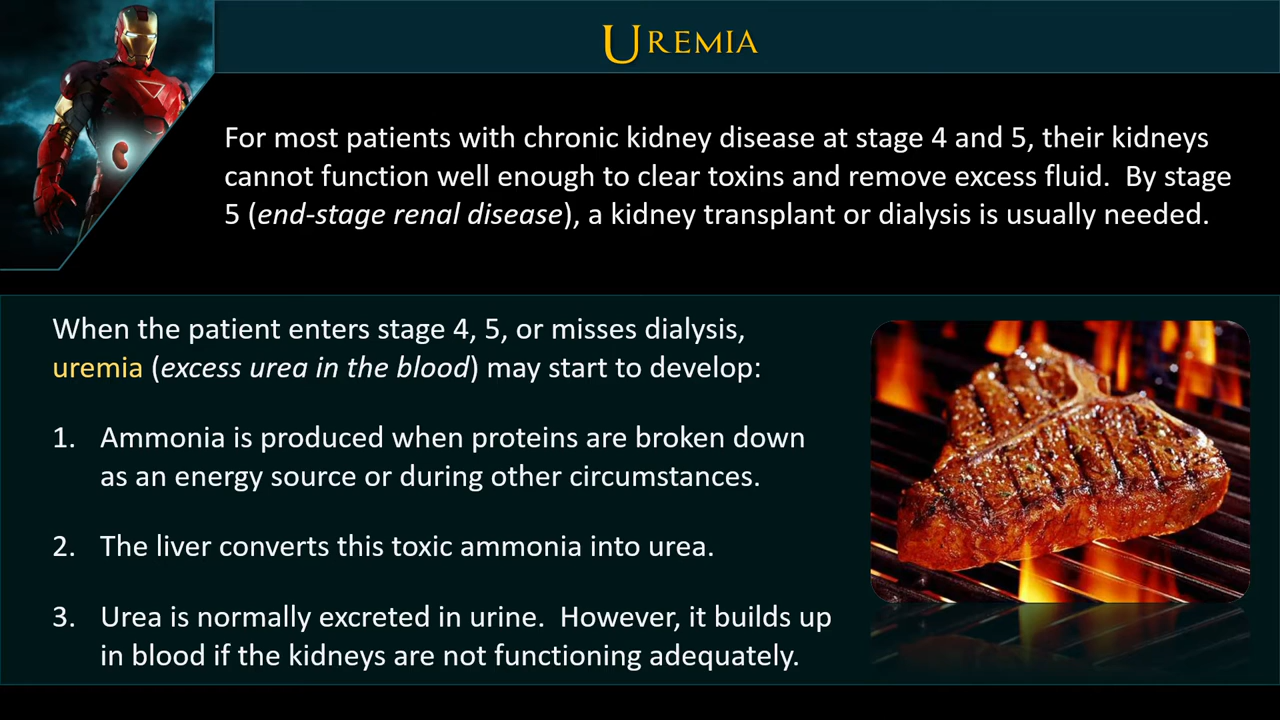 UREMIA
For most patients with chronic kidney disease at stage 4 and 5, their kidneys
cannot function well enough to clear toxins and remove excess fluid.  By stage
5 (end-stage renal disease), a kidney transplant or dialysis is usually needed.
When the patient enters stage 4, 5, or misses dialysis,
uremia (excess urea in the blood) may start to develop:
1. Ammonia is produced when proteins are broken down
as an energy source or during other circumstances.
2. The liver converts this toxic ammonia into urea.
3. Urea is normally excreted in urine.  However, it builds up
in blood if the kidneys are not functioning adequately.